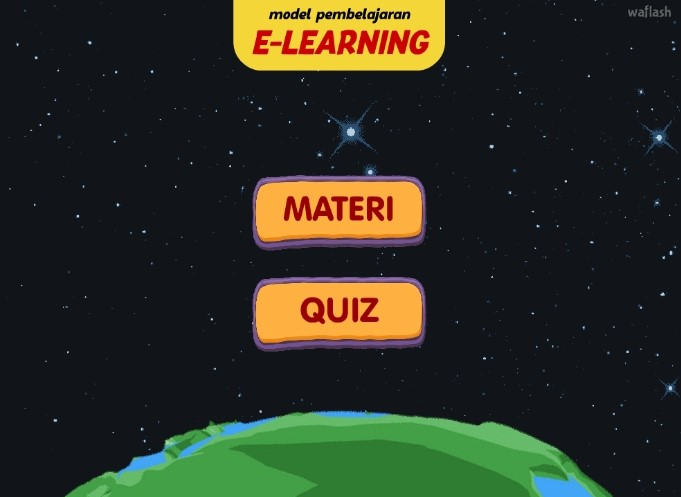 model pembelajaran
E-LEARNING
waflash
MATERI
QUIZ